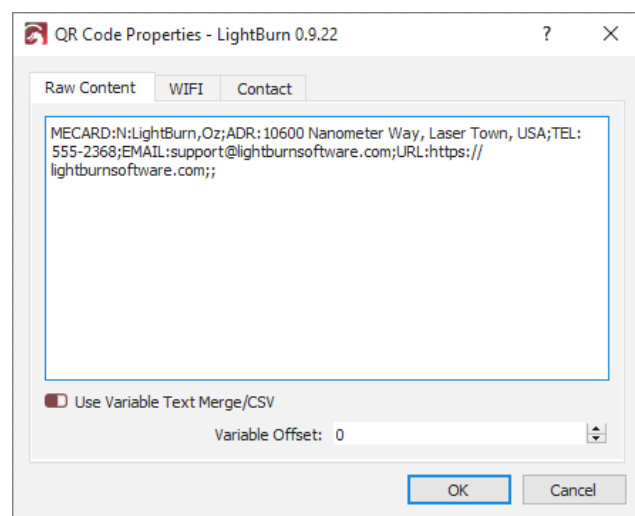 QR Code Properties - LightBurn 0.9.22
?
Raw Content
WIFI
Contact
MECARD:N:LightBurn,Oz;ADR:10600 Nanometer Way, Laser Town, USA;TEL:
555-2368;EMAIL:support@lightburnsoftware.com;URL:https://
lightburnsoftware.com;;
Use Variable Text Merge/CSV
Variable Offset: 0
OK
Cancel